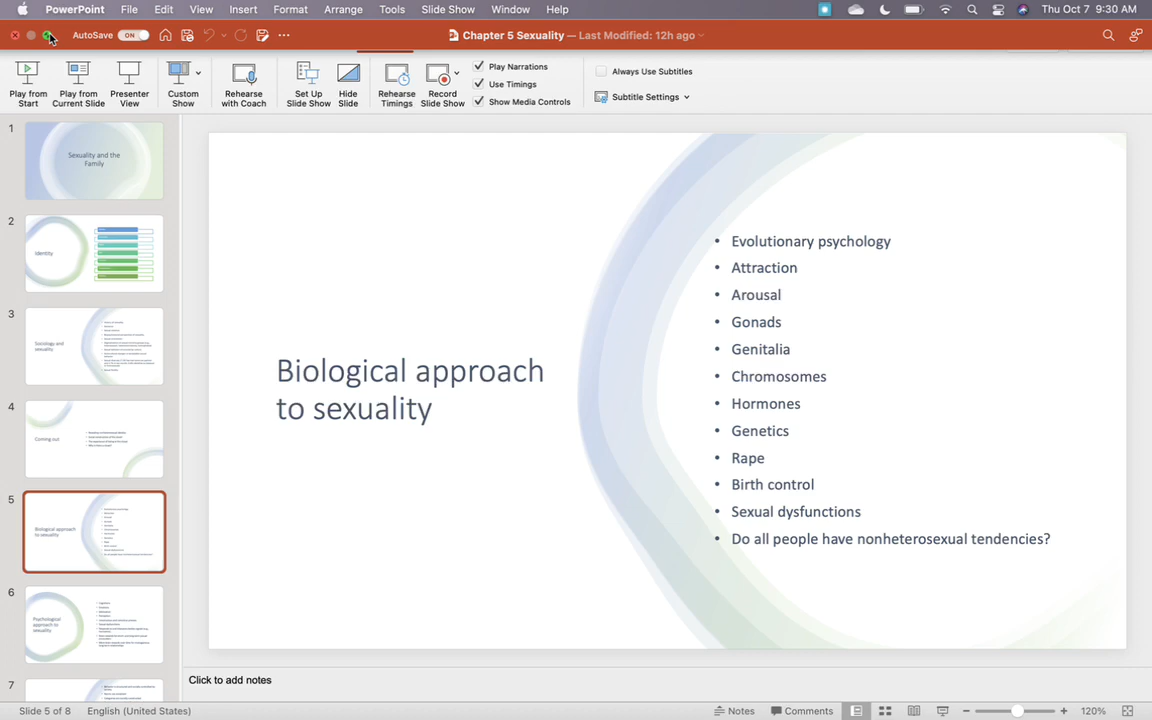 PowerPoint File Edit View Insert Format Arrange Tools Slide Show Window Help Thu Oct 7 9:30 AM
AutoSave ON Chapter 5 Sexuality — Last Modified: 12h ago
Play from Start
Play from Current Slide
Presenter View
Custom Show
Rehearse with Coach
Set Up Slide Show
Hide Slide
Rehearse Timings
Record Slide Show
Play Narrations
Use Timings
Show Media Controls
Always Use Subtitles
Subtitle Settings
1
Sexuality and the
Family
2
Identity
3
Sociology and
sexuality
4
Coming out
5
Biological approach
to sexuality
6
Psychological
approach to
sexuality
7
Biological approach
to sexuality
• Evolutionary psychology
• Attraction
• Arousal
• Gonads
• Genitalia
• Chromosomes
• Hormones
• Genetics
• Rape
• Birth control
• Sexual dysfunctions
• Do all people have nonheterosexual tendencies?
Click to add notes
Slide 5 of 8 English (United States) Notes Comments 120%